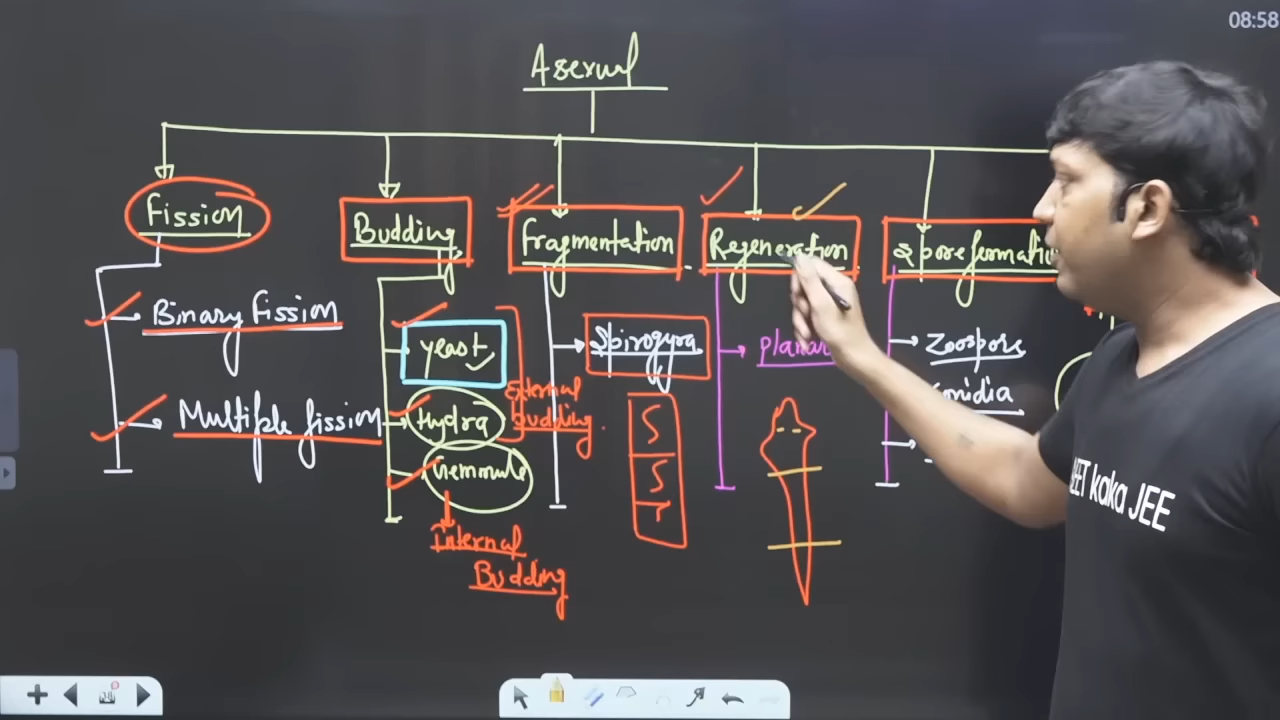 08:58
Asexual
Fission
Budding
Fragmentation
Regeneration
Binary Fission
yeast
Spirogyra
Zoospore
External
Budding.
Multiple fission
Hydra
Gemmule
S
S
T
Internal
Budding
kaka JEE